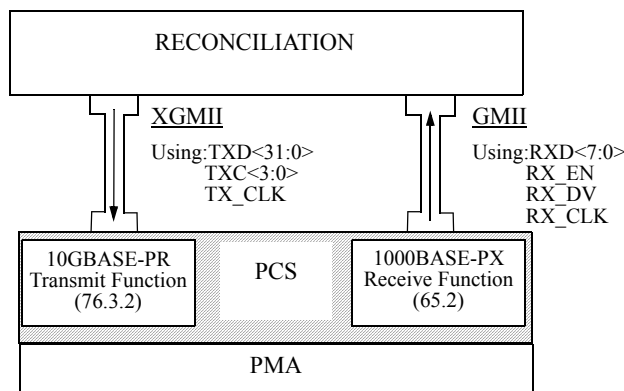 RECONCILIATION
XGMII
Using:TXD<31:0>
TXC<3:0>
TX_CLK
GMII
Using:RXD<7:0>
RX_EN
RX_DV
RX_CLK
10GBASE-PR
Transmit Function
(76.3.2)
PCS
1000BASE-PX
Receive Function
(65.2)
PMA